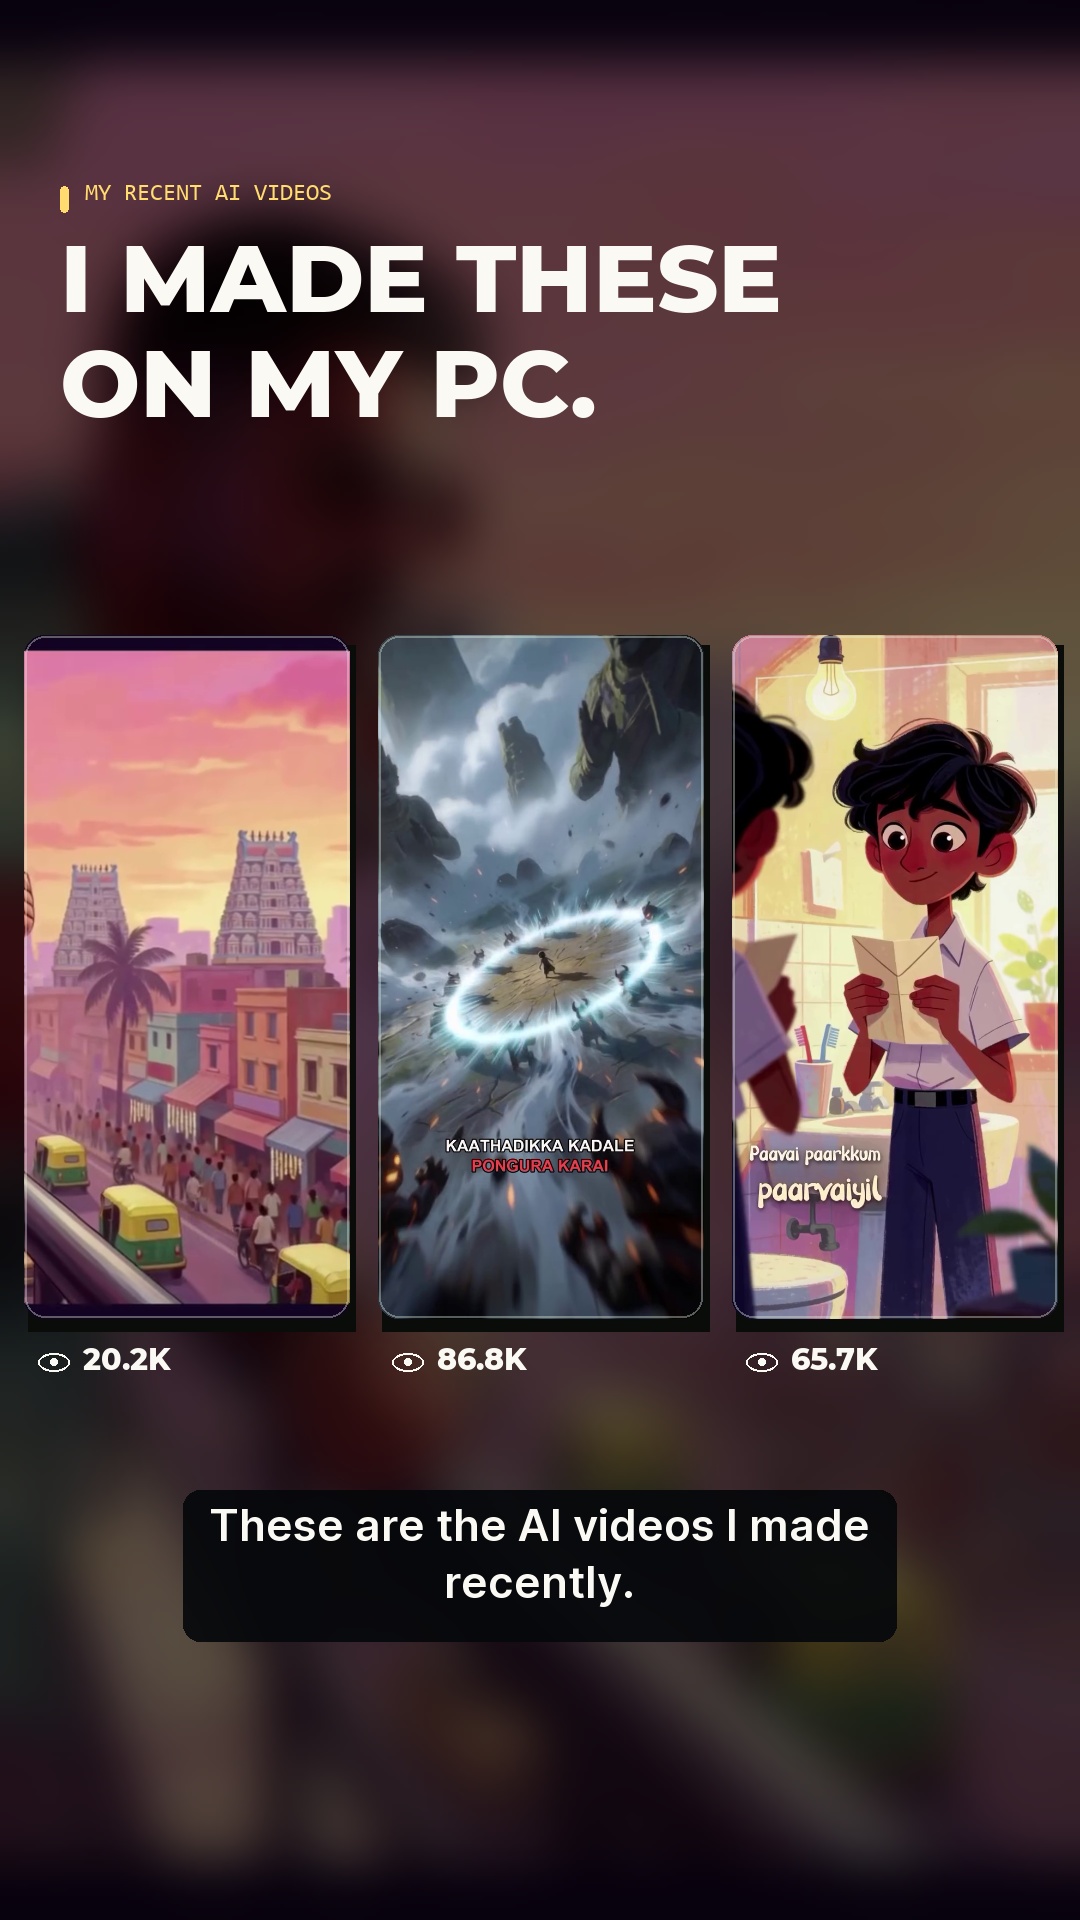 MY RECENT AI VIDEOS
I MADE THESE
ON MY PC.
KAATHADIKKA KADALE
PONGURA KARAI
Paavai paarkkum
paarvaiyil
20.2K
86.8K
65.7K
These are the AI videos I made
recently.